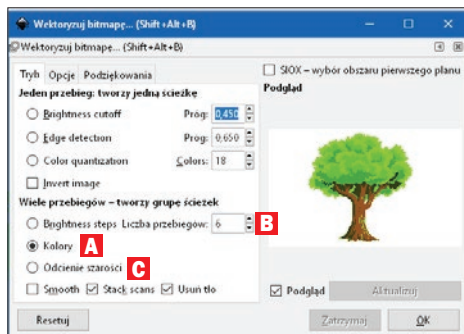 Wektoryzuj bitmapę... (Shift+Alt+B)
Wektoryzuj bitmapę... (Shift+Alt+B)
Tryb Opcje Podziękowania
SIOX – wybór obszaru pierwszego planu
Jeden przebieg: tworzy jedną ścieżkę
Podgląd
Brightness cutoff Próg: 0,450
Edge detection Próg: 0,650
Color quantization Colors: 18
Invert image
Wiele przebiegów – tworzy grupę ścieżek
Brightness steps Liczba przebiegów: 6 B
Kolory A
Odcienie szarości C
Smooth Stack scans Usuń tło
Podgląd Aktualizuj
Resetuj Zatrzymaj OK